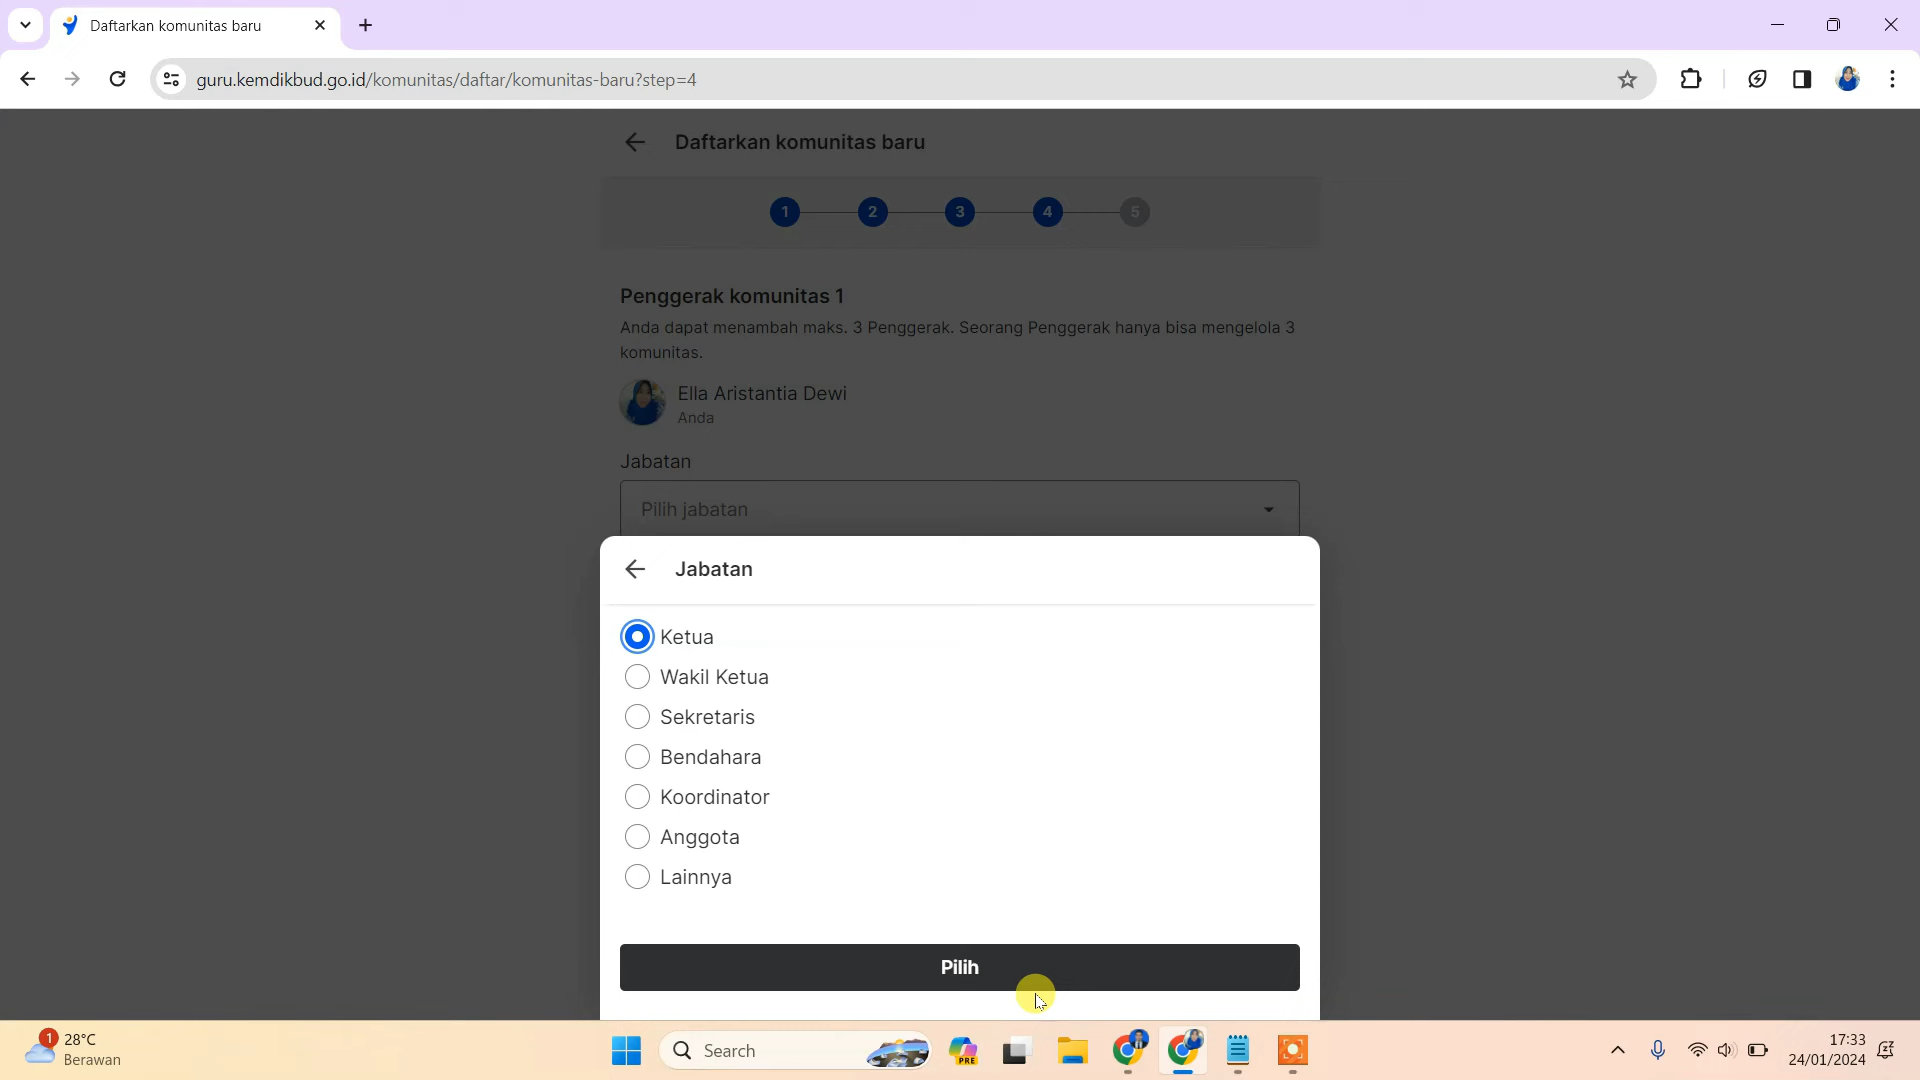 Daftarkan komunitas baru
guru.kemdikbud.go.id/komunitas/daftar/komunitas-baru?step=4
Daftarkan komunitas baru
1 2 3 4 5
Penggerak komunitas 1
Anda dapat menambah maks. 3 Penggerak. Seorang Penggerak hanya bisa mengelola 3
komunitas.
Ella Aristantia Dewi
Anda
Jabatan
Pilih jabatan
Jabatan
Ketua
Wakil Ketua
Sekretaris
Bendahara
Koordinator
Anggota
Lainnya
Pilih
1
28°C
Berawan
Search
PRE
17:33
24/01/2024